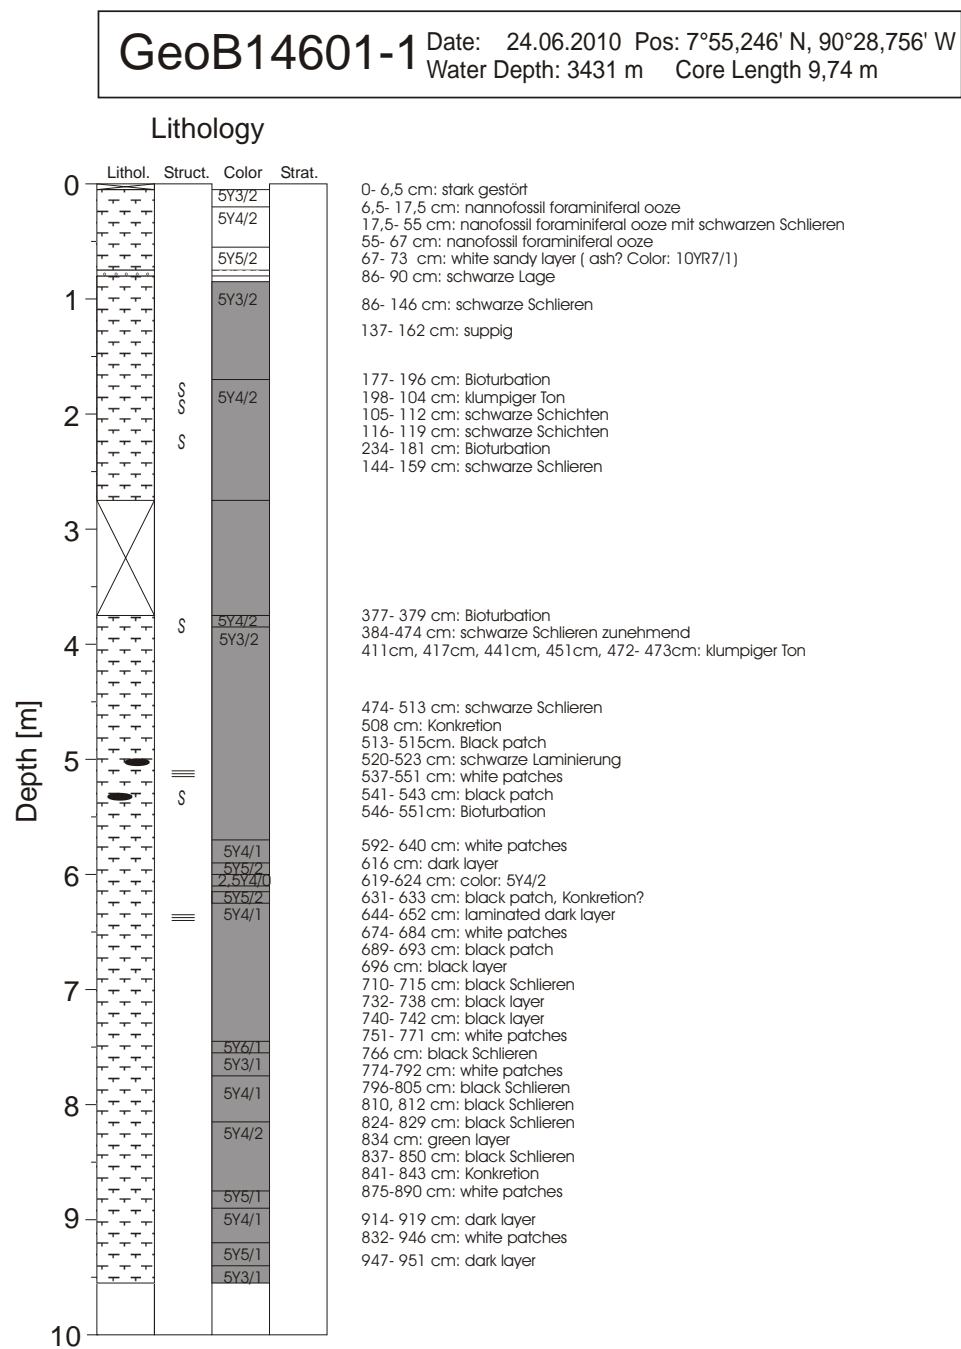 GeoB14601-1
Date: 24.06.2010 Pos: 7°55,246' N, 90°28,756' W
Water Depth: 3431 m Core Length 9,74 m
Lithology
Lithol. Struct. Color Strat.
Depth [m]
0
1
2
3
4
5
6
7
8
9
10
5Y3/2
5Y4/2
5Y5/2
5Y3/2
5Y4/2
5Y4/2
5Y3/2
5Y4/1
5Y5/2
2,5Y4/0
5Y5/2
5Y4/1
5Y6/1
5Y3/1
5Y4/1
5Y4/2
5Y5/1
5Y4/1
5Y5/1
5Y3/1
0- 6,5 cm: stark gestört
6,5- 17,5 cm: nannofossil foraminiferal ooze
17,5- 55 cm: nanofossil foraminiferal ooze mit schwarzen Schlieren
55- 67 cm: nanofossil foraminiferal ooze
67- 73 cm: white sandy layer ( ash? Color: 10YR7/1)
86- 90 cm: schwarze Lage
86- 146 cm: schwarze Schlieren
137- 162 cm: suppig
177- 196 cm: Bioturbation
198- 104 cm: klumpiger Ton
105- 112 cm: schwarze Schichten
116- 119 cm: schwarze Schichten
234- 181 cm: Bioturbation
144- 159 cm: schwarze Schlieren
377- 379 cm: Bioturbation
384-474 cm: schwarze Schlieren zunehmend
411cm, 417cm, 441cm, 451cm, 472- 473cm: klumpiger Ton
474- 513 cm: schwarze Schlieren
508 cm: Konkretion
513- 515cm. Black patch
520-523 cm: schwarze Laminierung
537-551 cm: white patches
541- 543 cm: black patch
546- 551cm: Bioturbation
592- 640 cm: white patches
616 cm: dark layer
619-624 cm: color: 5Y4/2
631- 633 cm: black patch, Konkretion?
644- 652 cm: laminated dark layer
674- 684 cm: white patches
689- 693 cm: black patch
696 cm: black layer
710- 715 cm: black Schlieren
732- 738 cm: black layer
740- 742 cm: black layer
751- 771 cm: white patches
766 cm: black Schlieren
774-792 cm: white patches
796-805 cm: black Schlieren
810, 812 cm: black Schlieren
824- 829 cm: black Schlieren
834 cm: green layer
837- 850 cm: black Schlieren
841- 843 cm: Konkretion
875-890 cm: white patches
914- 919 cm: dark layer
832- 946 cm: white patches
947- 951 cm: dark layer